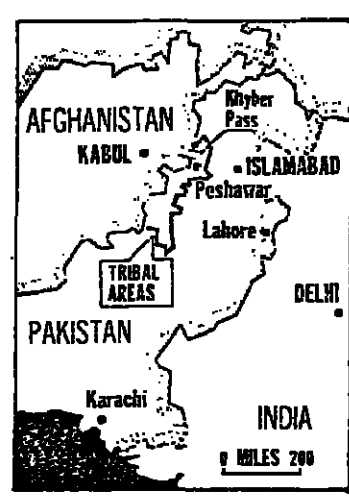 Khyber
Pass
AFGHANISTAN
KABUL
ISLAMABAD
Peshawar
Lahore
TRIBAL
AREAS
DELHI
PAKISTAN
Karachi
INDIA
0 MILES 200